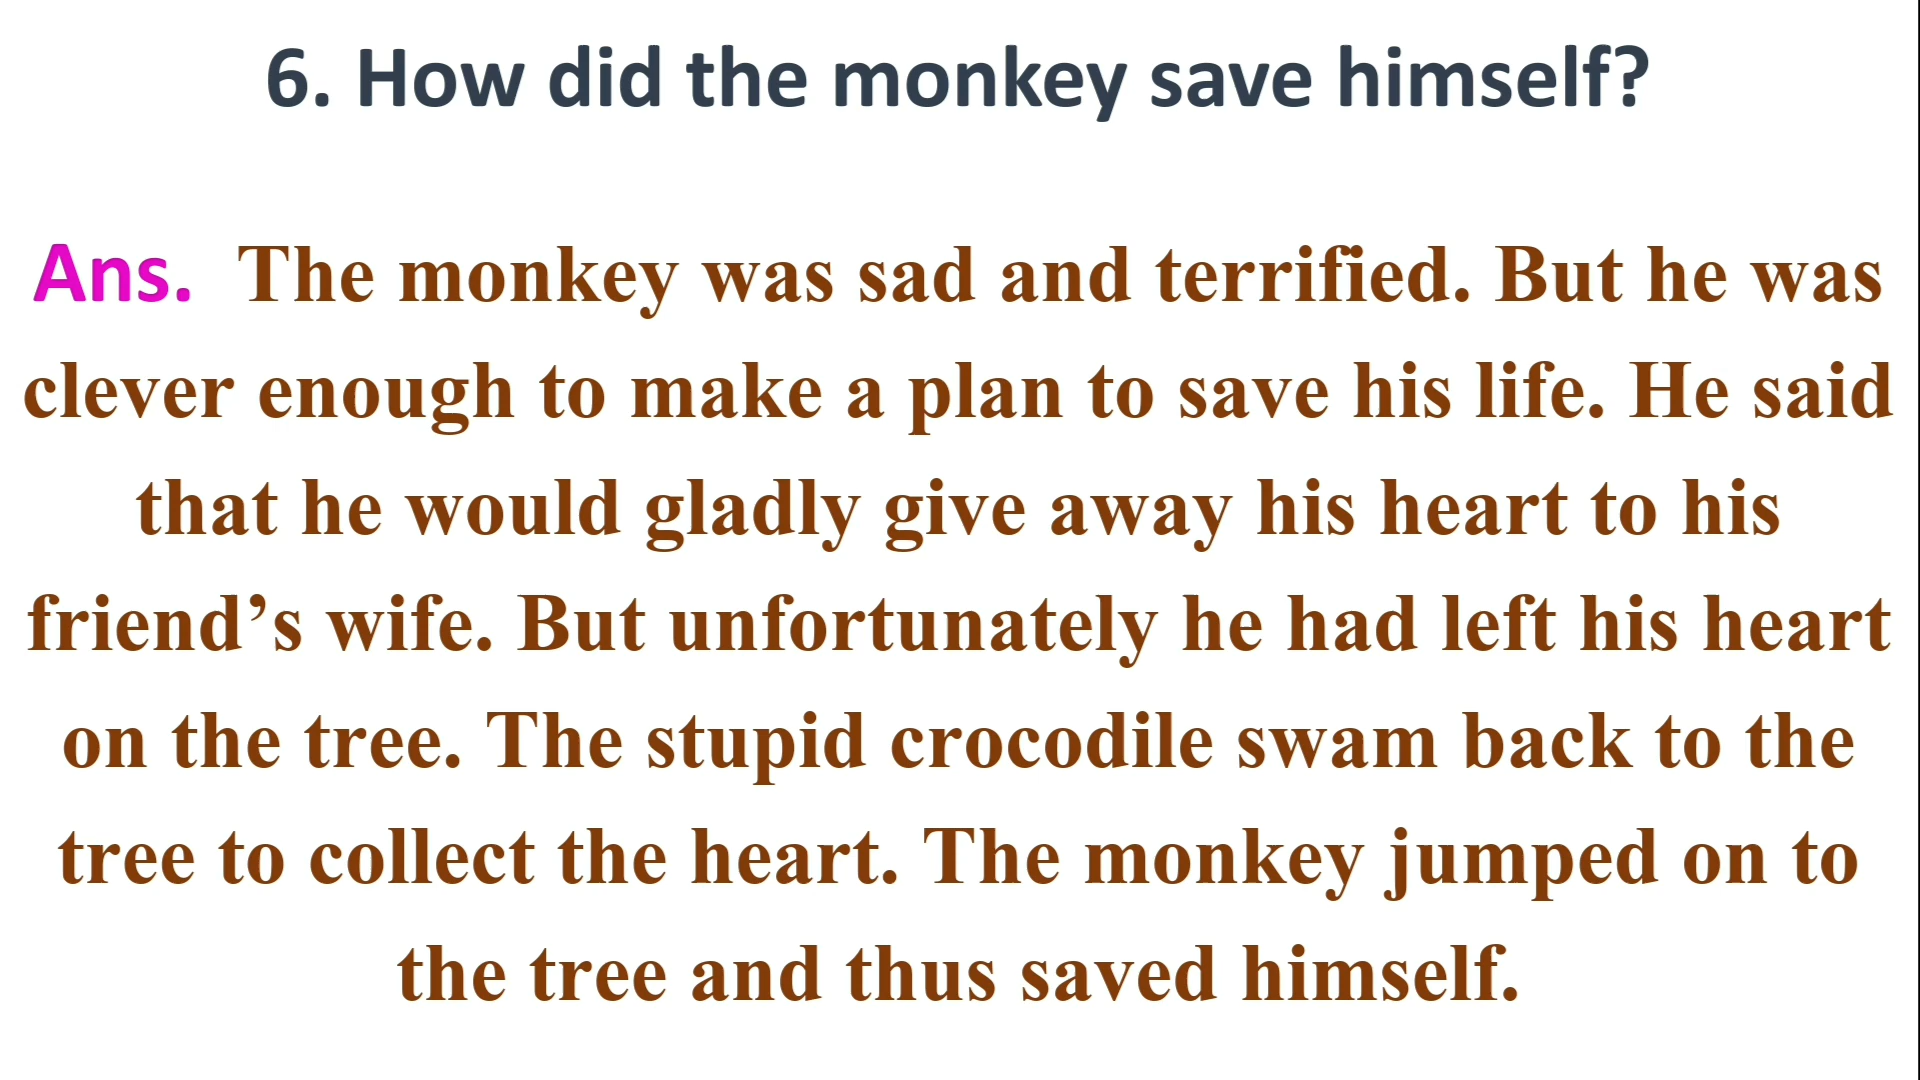 6. How did the monkey save himself?
Ans. The monkey was sad and terrified. But he was
clever enough to make a plan to save his life. He said
that he would gladly give away his heart to his
friend’s wife. But unfortunately he had left his heart
on the tree. The stupid crocodile swam back to the
tree to collect the heart. The monkey jumped on to
the tree and thus saved himself.